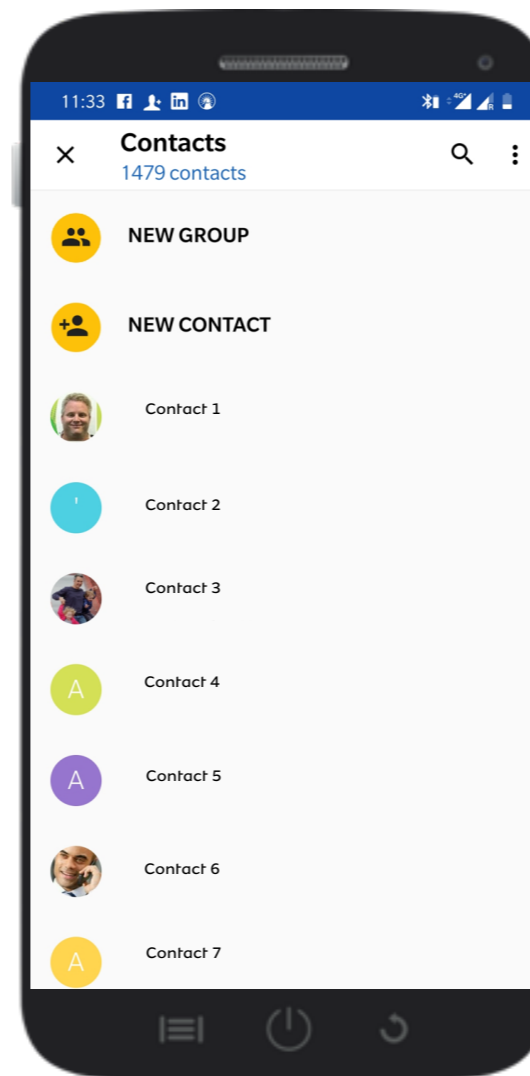 11:33
4G+
R
Contacts
1479 contacts
NEW GROUP
NEW CONTACT
Contact 1
'
Contact 2
Contact 3
A
Contact 4
A
Contact 5
Contact 6
A
Contact 7